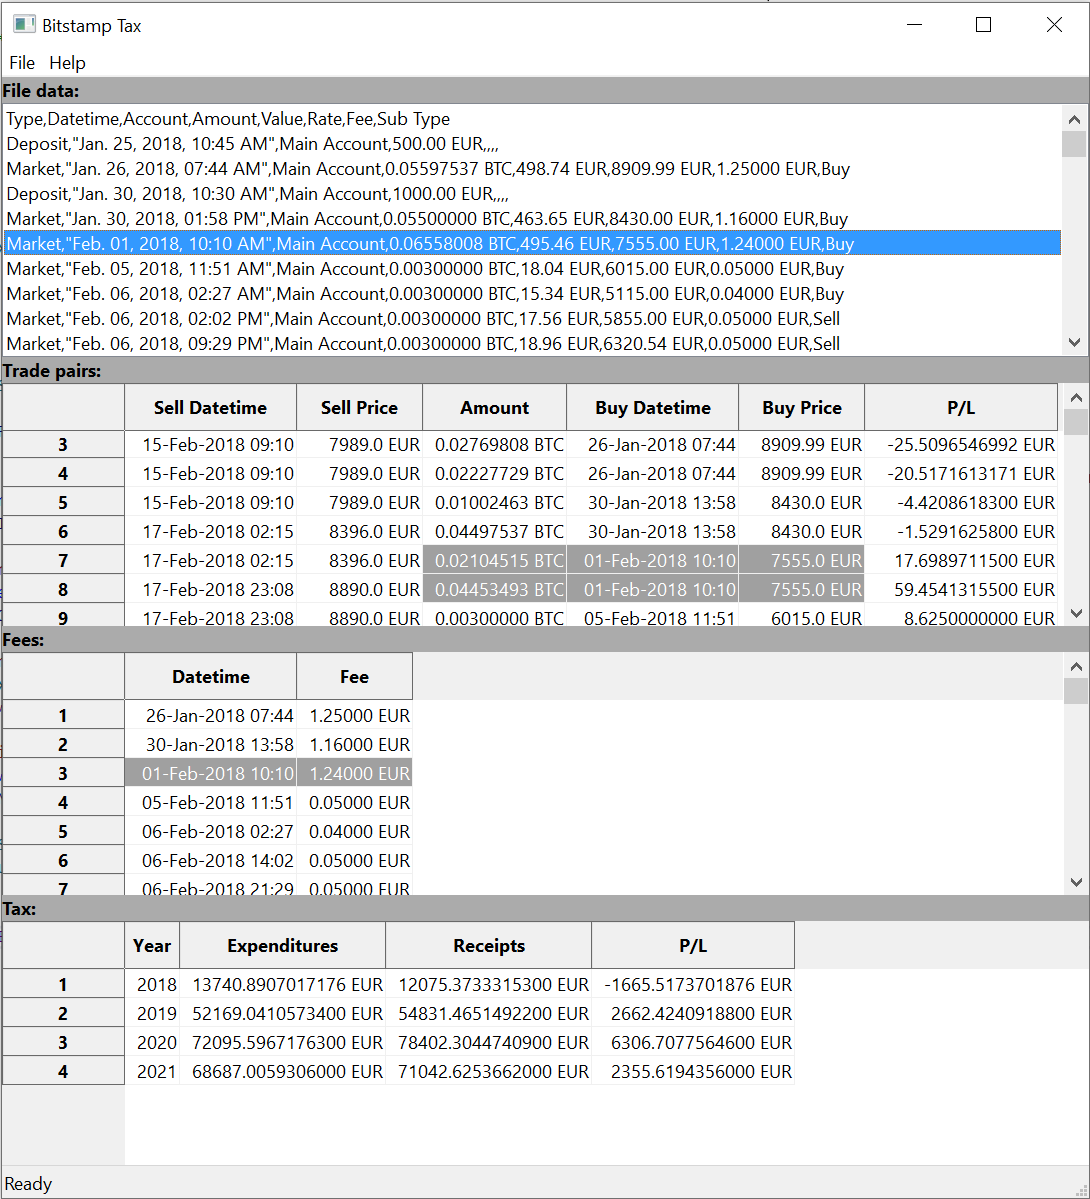 Bitstamp Tax
File Help
File data:
Type,Datetime,Account,Amount,Value,Rate,Fee,Sub Type
Deposit,"Jan. 25, 2018, 10:45 AM",Main Account,500.00 EUR,,,,
Market,"Jan. 26, 2018, 07:44 AM",Main Account,0.05597537 BTC,498.74 EUR,8909.99 EUR,1.25000 EUR,Buy
Deposit,"Jan. 30, 2018, 10:30 AM",Main Account,1000.00 EUR,,,,
Market,"Jan. 30, 2018, 01:58 PM",Main Account,0.05500000 BTC,463.65 EUR,8430.00 EUR,1.16000 EUR,Buy
Market,"Feb. 01, 2018, 10:10 AM",Main Account,0.06558008 BTC,495.46 EUR,7555.00 EUR,1.24000 EUR,Buy
Market,"Feb. 05, 2018, 11:51 AM",Main Account,0.00300000 BTC,18.04 EUR,6015.00 EUR,0.05000 EUR,Buy
Market,"Feb. 06, 2018, 02:27 AM",Main Account,0.00300000 BTC,15.34 EUR,5115.00 EUR,0.04000 EUR,Buy
Market,"Feb. 06, 2018, 02:02 PM",Main Account,0.00300000 BTC,17.56 EUR,5855.00 EUR,0.05000 EUR,Sell
Market,"Feb. 06, 2018, 09:29 PM",Main Account,0.00300000 BTC,18.96 EUR,6320.54 EUR,0.05000 EUR,Sell
Trade pairs:
Sell Datetime Sell Price Amount Buy Datetime Buy Price P/L
3 15-Feb-2018 09:10 7989.0 EUR 0.02769808 BTC 26-Jan-2018 07:44 8909.99 EUR -25.5096546992 EUR
4 15-Feb-2018 09:10 7989.0 EUR 0.02227729 BTC 26-Jan-2018 07:44 8909.99 EUR -20.5171613171 EUR
5 15-Feb-2018 09:10 7989.0 EUR 0.01002463 BTC 30-Jan-2018 13:58 8430.0 EUR -4.4208618300 EUR
6 17-Feb-2018 02:15 8396.0 EUR 0.04497537 BTC 30-Jan-2018 13:58 8430.0 EUR -1.5291625800 EUR
7 17-Feb-2018 02:15 8396.0 EUR 0.02104515 BTC 01-Feb-2018 10:10 7555.0 EUR 17.6989711500 EUR
8 17-Feb-2018 23:08 8890.0 EUR 0.04453493 BTC 01-Feb-2018 10:10 7555.0 EUR 59.4541315500 EUR
9 17-Feb-2018 23:08 8890.0 EUR 0.00300000 BTC 05-Feb-2018 11:51 6015.0 EUR 8.6250000000 EUR
Fees:
Datetime Fee
1 26-Jan-2018 07:44 1.25000 EUR
2 30-Jan-2018 13:58 1.16000 EUR
3 01-Feb-2018 10:10 1.24000 EUR
4 05-Feb-2018 11:51 0.05000 EUR
5 06-Feb-2018 02:27 0.04000 EUR
6 06-Feb-2018 14:02 0.05000 EUR
7 06-Feb-2018 21:29 0.05000 EUR
Tax:
Year Expenditures Receipts P/L
1 2018 13740.8907017176 EUR 12075.3733315300 EUR -1665.5173701876 EUR
2 2019 52169.0410573400 EUR 54831.4651492200 EUR 2662.4240918800 EUR
3 2020 72095.5967176300 EUR 78402.3044740900 EUR 6306.7077564600 EUR
4 2021 68687.0059306000 EUR 71042.6253662000 EUR 2355.6194356000 EUR
Ready